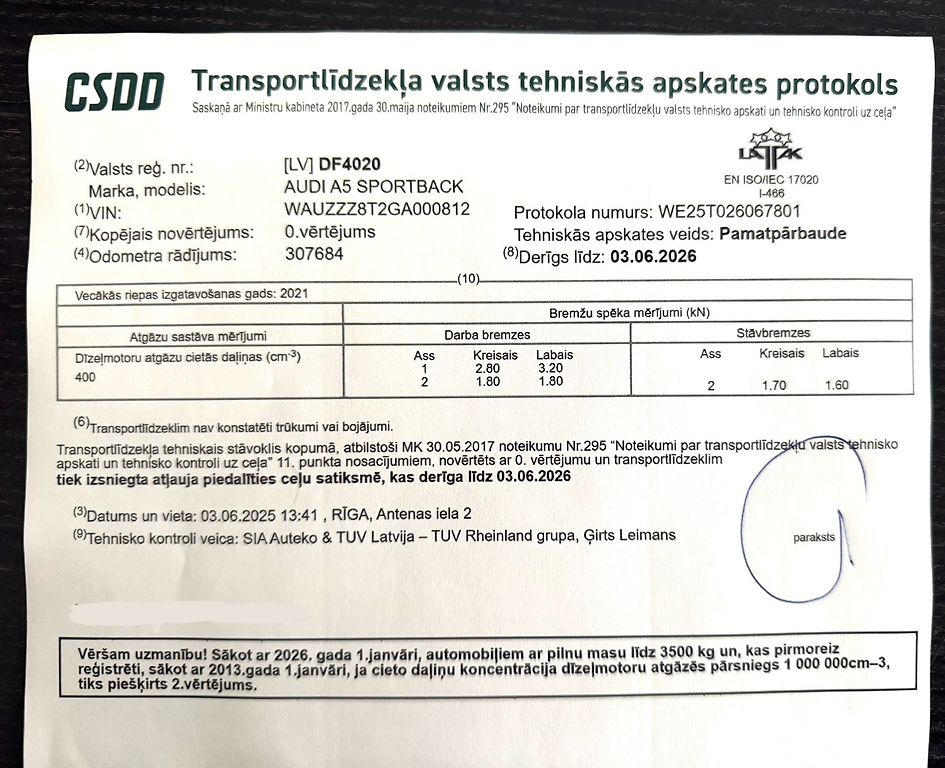 CSDD Transportlīdzekļa valsts tehniskās apskates protokols
Saskaņā ar Ministru kabineta 2017.gada 30.maija noteikumiem Nr.295 "Noteikumi par transportlīdzekļu valsts tehnisko apskati un tehnisko kontroli uz ceļa"
LATAK
EN ISO/IEC 17020
I-466
(2)Valsts reģ. nr.: [LV] DF4020
Marka, modelis: AUDI A5 SPORTBACK
(1)VIN: WAUZZZ8T2GA000812
Protokola numurs: WE25T026067801
(7)Kopējais novērtējums: 0.vērtējums
Tehniskās apskates veids: Pamatpārbaude
(4)Odometra rādījums: 307684
(8)Derīgs līdz: 03.06.2026
(10)
Vecākās riepas izgatavošanas gads: 2021
Bremžu spēka mērījumi (kN)
Atgāzu sastāva mērījumi Darba bremzes Stāvbremzes
Dīzeļmotoru atgāzu cietās daļiņas (cm-3) Ass Kreisais Labais Ass Kreisais Labais
400 1 2.80 3.20
2 1.80 1.80 2 1.70 1.60
(6)Transportlīdzeklim nav konstatēti trūkumi vai bojājumi.
Transportlīdzekļa tehniskais stāvoklis kopumā, atbilstoši MK 30.05.2017 noteikumu Nr.295 "Noteikumi par transportlīdzekļu valsts tehnisko
apskati un tehnisko kontroli uz ceļa" 11. punkta nosacījumiem, novērtēts ar 0. vērtējumu un transportlīdzeklim
tiek izsniegta atļauja piedalīties ceļu satiksmē, kas derīga līdz 03.06.2026
(3)Datums un vieta: 03.06.2025 13:41 , RĪGA, Antenas iela 2
(9)Tehnisko kontroli veica: SIA Auteko & TUV Latvija – TUV Rheinland grupa, Ģirts Leimans
paraksts
Vēršam uzmanību! Sākot ar 2026. gada 1.janvāri, automobiļiem ar pilnu masu līdz 3500 kg un, kas pirmoreiz
reģistrēti, sākot ar 2013.gada 1.janvāri, ja cieto daļiņu koncentrācija dīzeļmotoru atgāzēs pārsniegs 1 000 000cm–3,
tiks piešķirts 2.vērtējums.